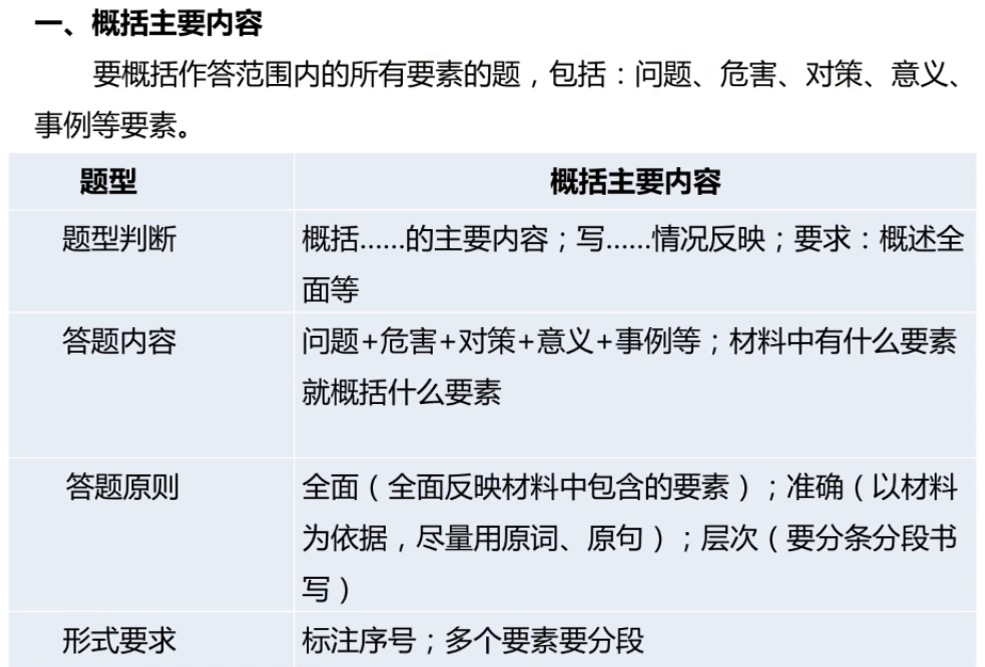 一、概括主要内容
要概括作答范围内的所有要素的题，包括：问题、危害、对策、意义、
事例等要素。
题型
概括主要内容
题型判断
概括……的主要内容；写……情况反映；要求：概述全
面等
答题内容
问题+危害+对策+意义+事例等；材料中有什么要素
就概括什么要素
答题原则
全面（全面反映材料中包含的要素）；准确（以材料
为依据，尽量用原词、原句）；层次（要分条分段书
写）
形式要求
标注序号；多个要素要分段